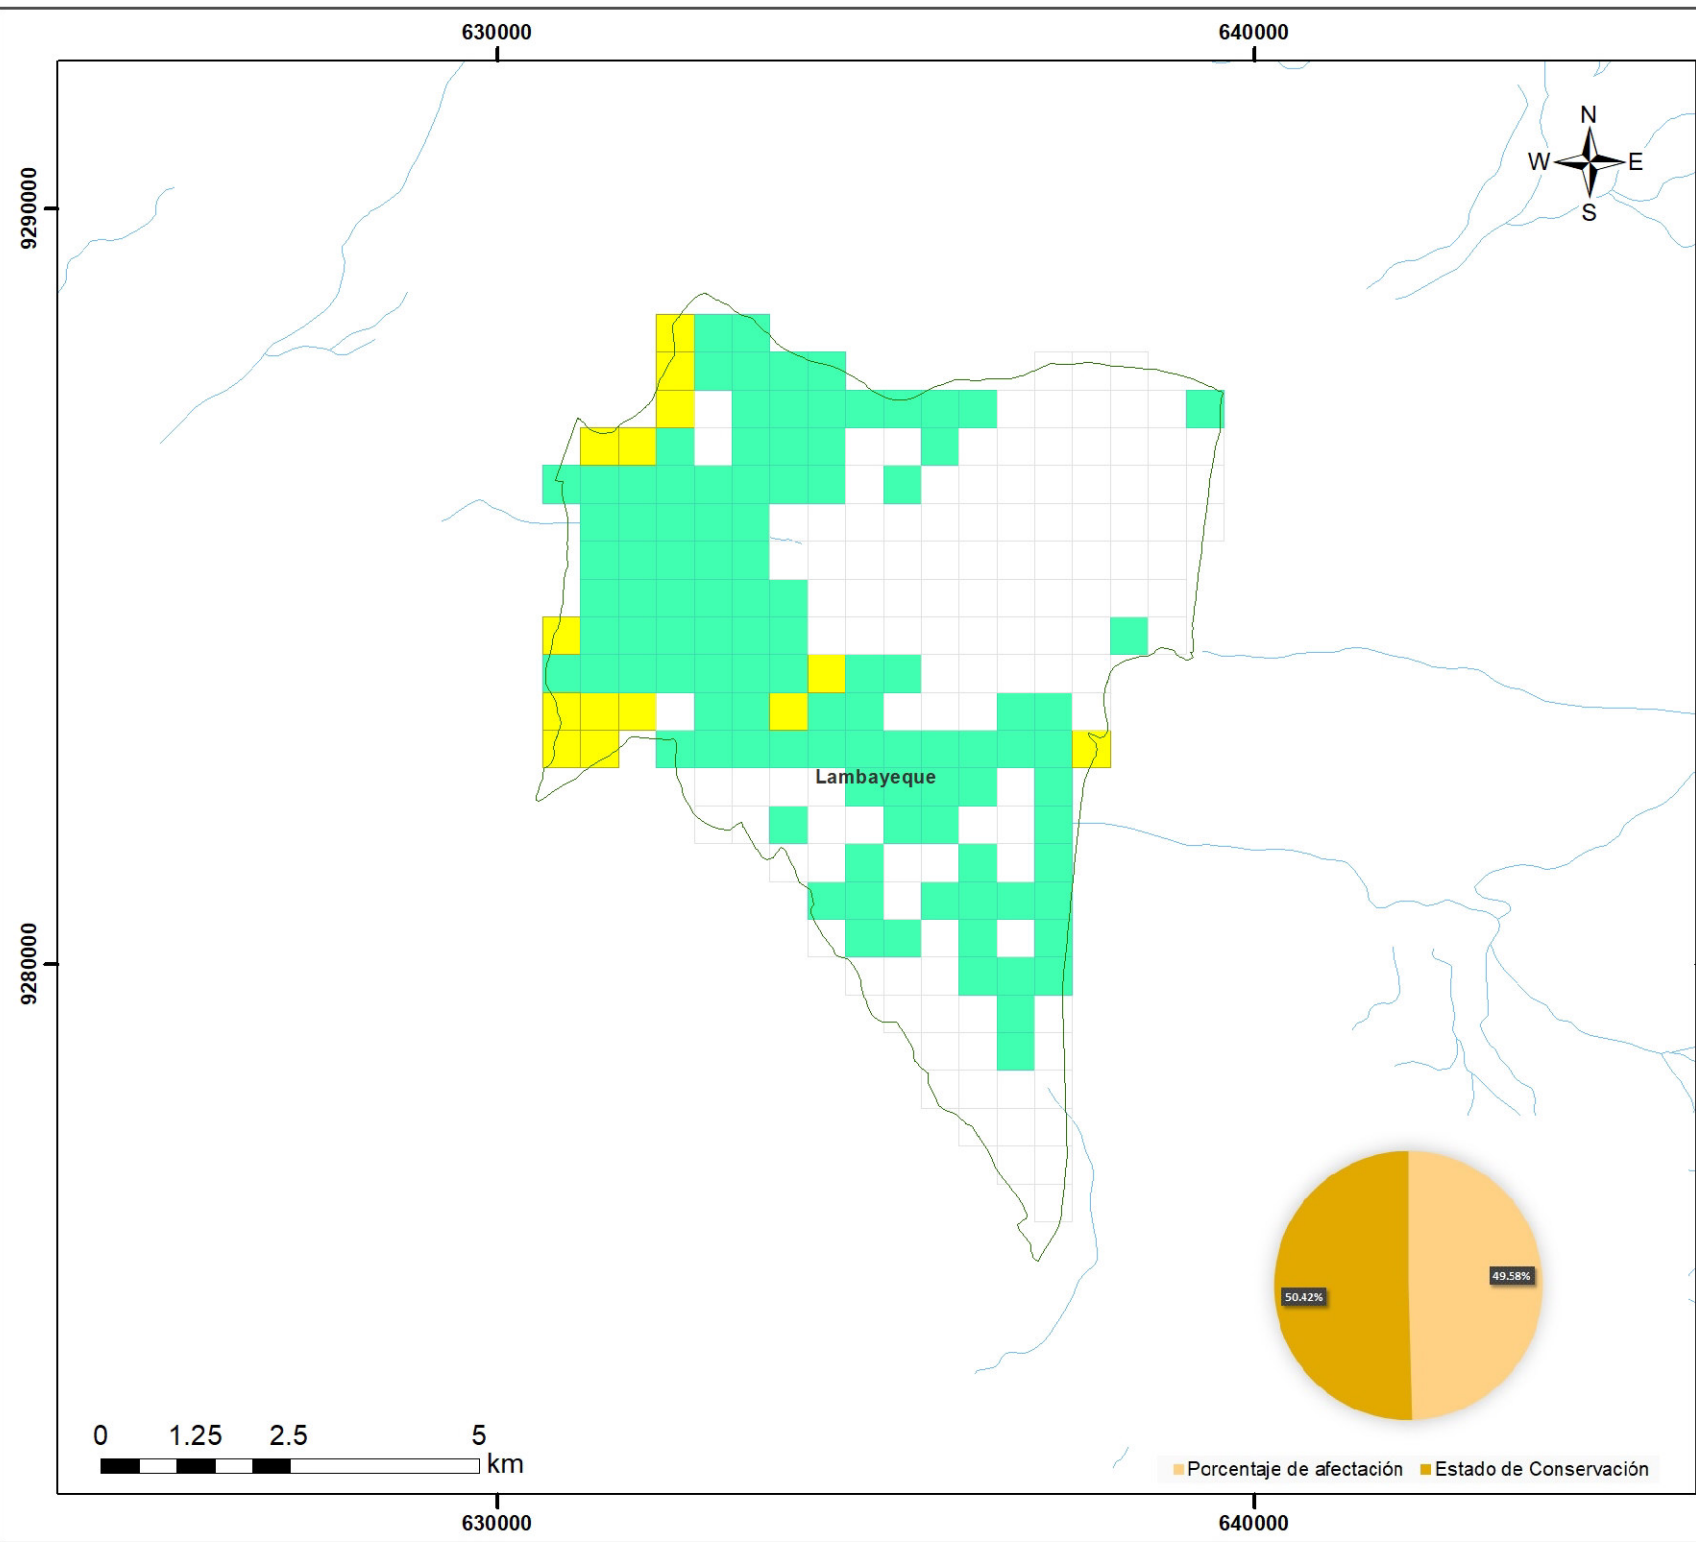 630000 640000
N
W E
S
9290000
Lambayeque
9280000
49.58%
50.42%
0 1.25 2.5 5
km
Porcentaje de afectación Estado de Conservación
630000 640000